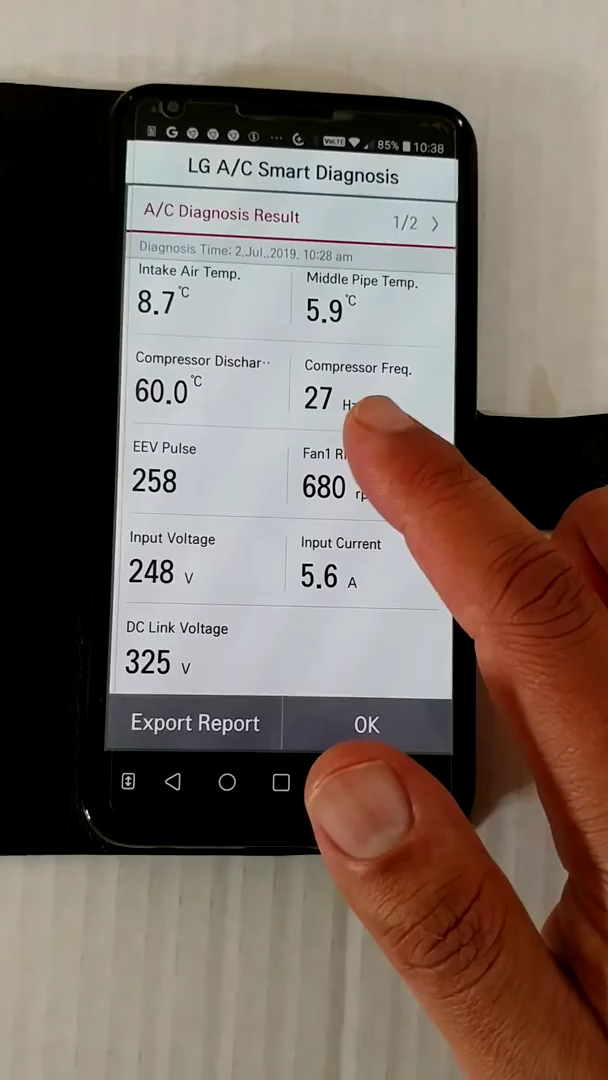 VoLTE 85% 10:38
LG A/C Smart Diagnosis
A/C Diagnosis Result 1/2 >
Diagnosis Time: 2.Jul.,2019, 10:28 am
Intake Air Temp. Middle Pipe Temp.
8.7°C 5.9°C
Compressor Dischar·· Compressor Freq.
60.0°C 27 H
EEV Pulse Fan1 R
258 680 r
Input Voltage Input Current
248 V 5.6 A
DC Link Voltage
325 V
Export Report OK